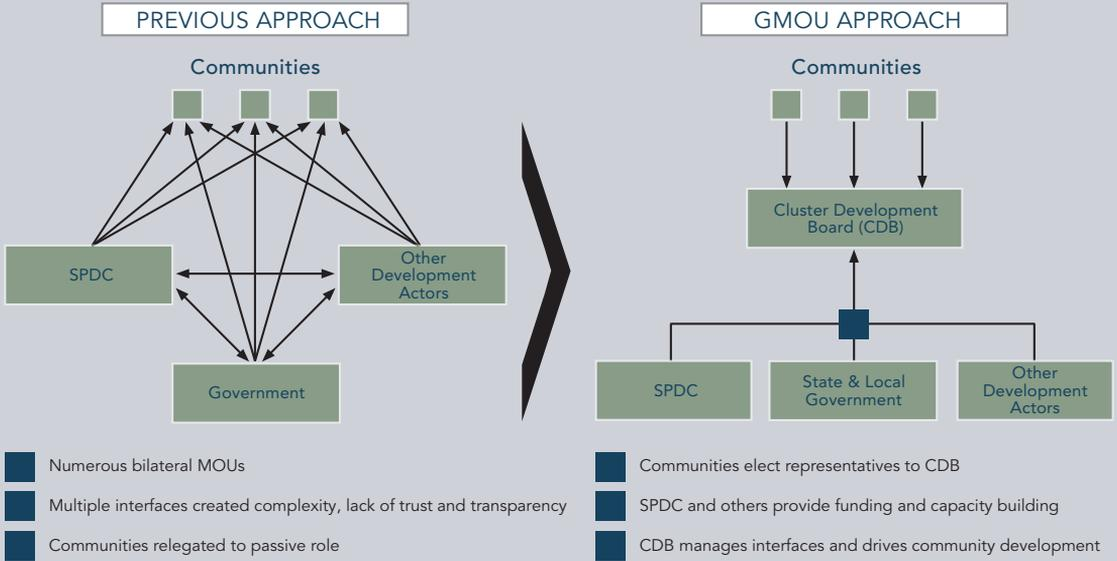 PREVIOUS APPROACH
Communities
SPDC
Other
Development
Actors
Government
Numerous bilateral MOUs
Multiple interfaces created complexity, lack of trust and transparency
Communities relegated to passive role
GMOU APPROACH
Communities
Cluster Development
Board (CDB)
SPDC
State & Local
Government
Other
Development
Actors
Communities elect representatives to CDB
SPDC and others provide funding and capacity building
CDB manages interfaces and drives community development